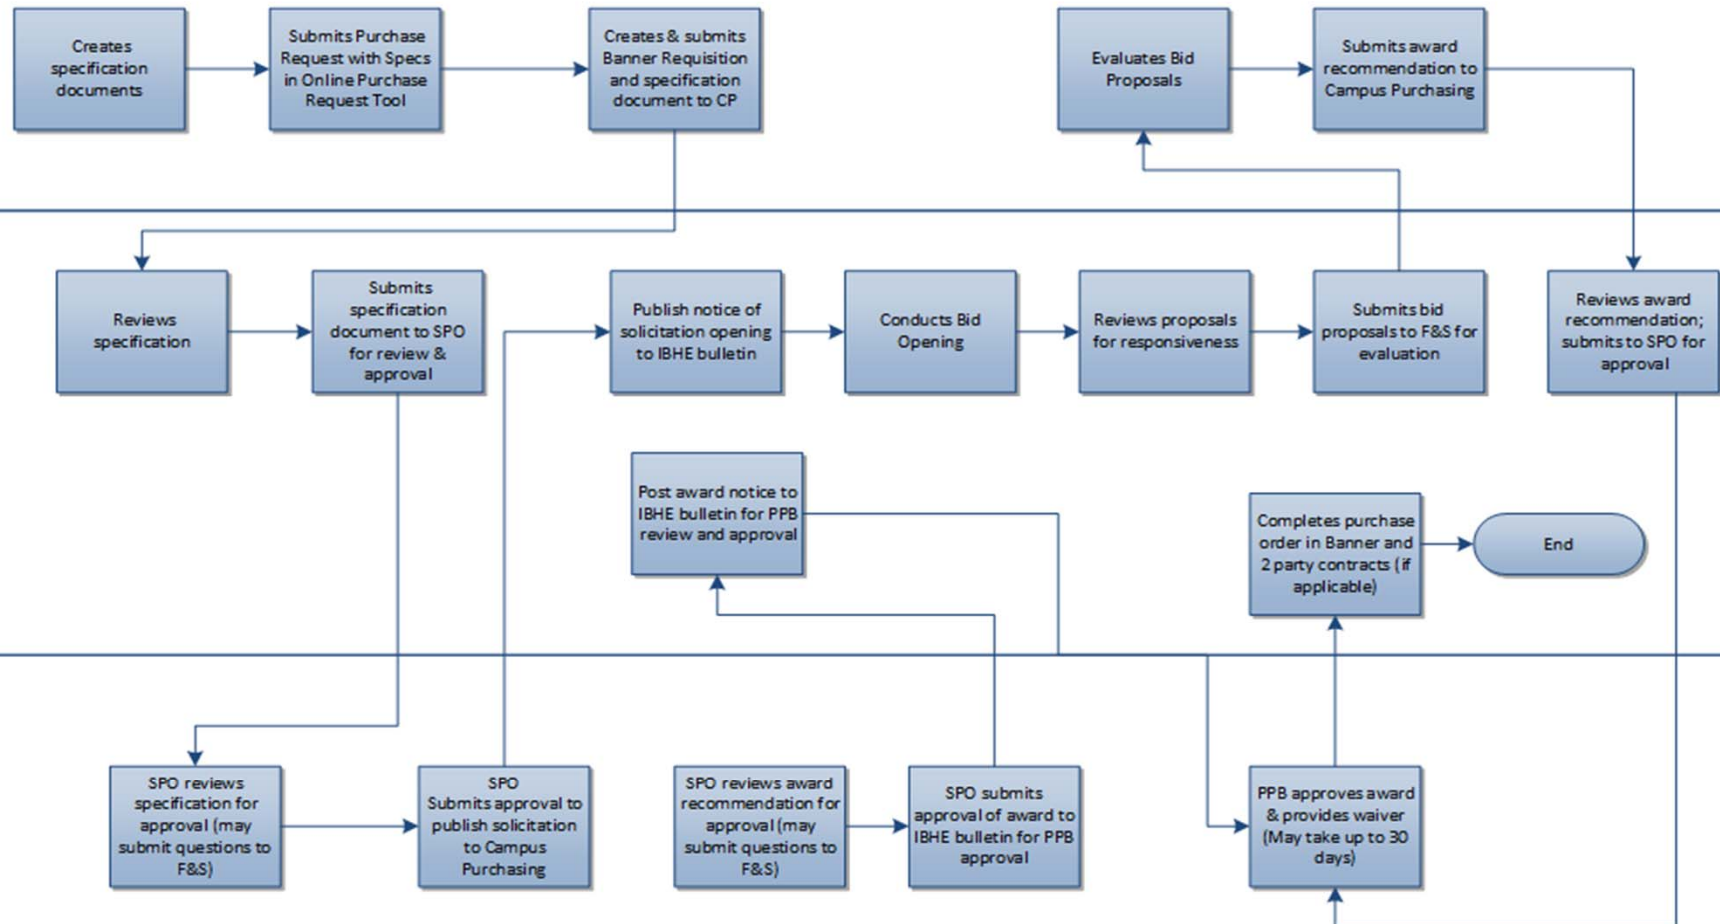 Creates
specification
documents
Submits Purchase
Request with Specs
in Online Purchase
Request Tool
Creates & submits
Banner Requisition
and specification
document to CP
Evaluates Bid
Proposals
Submits award
recommendation to
Campus Purchasing
Reviews
specification
Submits
specification
document to SPO
for review &
approval
Publish notice of
solicitation opening
to IBHE bulletin
Conducts Bid
Opening
Reviews proposals
for responsiveness
Submits bid
proposals to F&S for
evaluation
Reviews award
recommendation;
submits to SPO for
approval
Post award notice to
IBHE bulletin for PPB
review and approval
Completes purchase
order in Banner and
2 party contracts (if
applicable)
End
SPO reviews
specification for
approval (may
submit questions to
F&S)
SPO
Submits approval to
publish solicitation
to Campus
Purchasing
SPO reviews award
recommendation for
approval (may
submit questions to
F&S)
SPO submits
approval of award to
IBHE bulletin for PPB
approval
PPB approves award
& provides waiver
(May take up to 30
days)